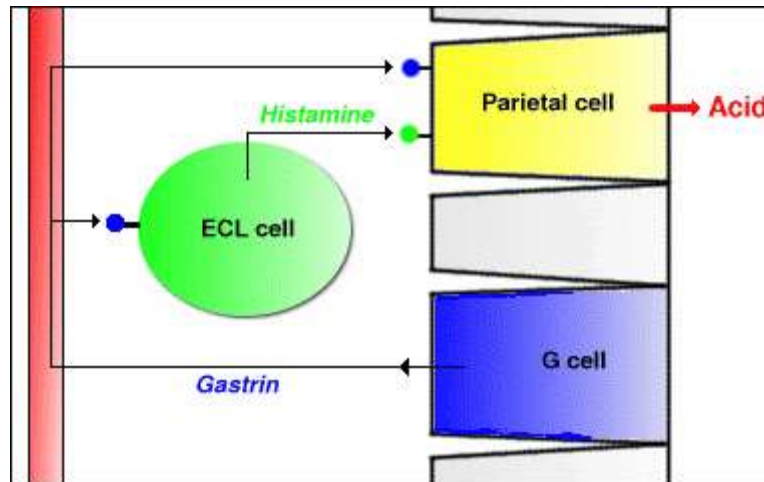 Parietal cell
Acid
Histamine
ECL cell
G cell
Gastrin